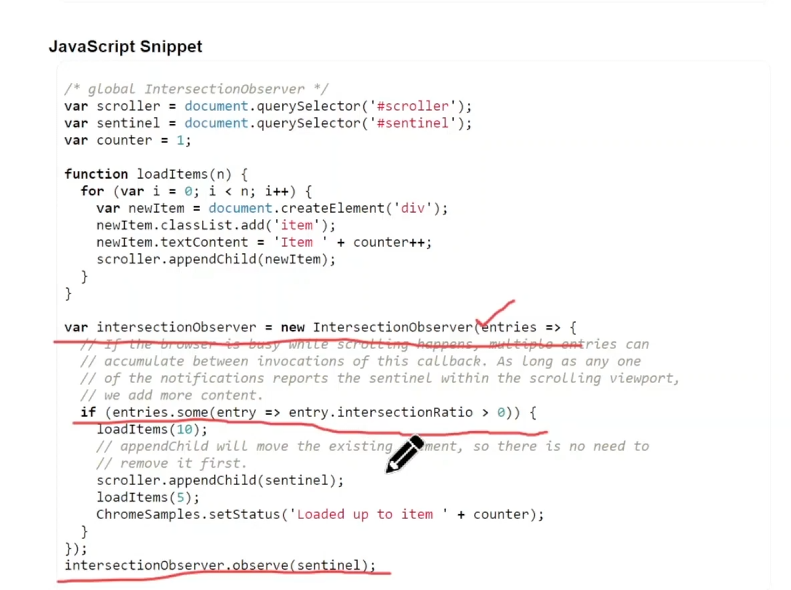 JavaScript Snippet
/* global IntersectionObserver */
var scroller = document.querySelector('#scroller');
var sentinel = document.querySelector('#sentinel');
var counter = 1;
function loadItems(n) {
for (var i = 0; i < n; i++) {
var newItem = document.createElement('div');
newItem.classList.add('item');
newItem.textContent = 'Item ' + counter++;
scroller.appendChild(newItem);
}
}
var intersectionObserver = new IntersectionObserver(entries => {
// If the browser is busy while scrolling happens, multiple entries can
// accumulate between invocations of this callback. As long as any one
// of the notifications reports the sentinel within the scrolling viewport,
// we add more content.
if (entries.some(entry => entry.intersectionRatio > 0)) {
loadItems(10);
// appendChild will move the existing so there is no need to
// remove it first.
scroller.appendChild(sentinel);
loadItems(5);
ChromeSamples.setStatus('Loaded up to item ' + counter);
}
});
intersectionObserver.observe(sentinel);